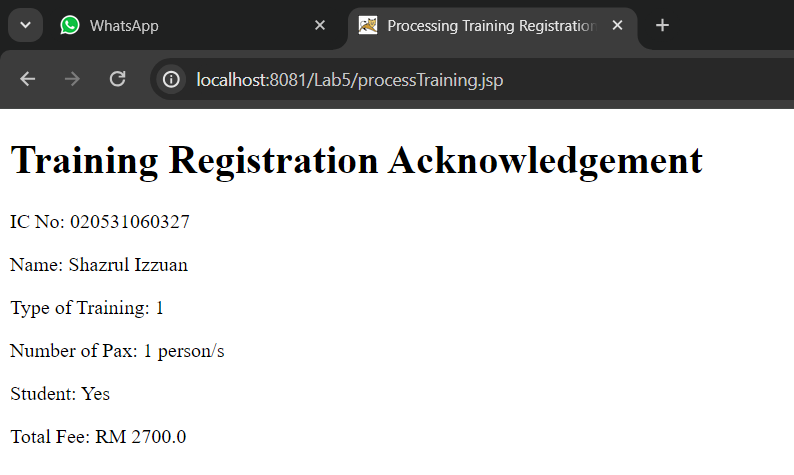 WhatsApp
Processing Training Registration
localhost:8081/Lab5/processTraining.jsp
Training Registration Acknowledgement
IC No: 020531060327
Name: Shazrul Izzuan
Type of Training: 1
Number of Pax: 1 person/s
Student: Yes
Total Fee: RM 2700.0